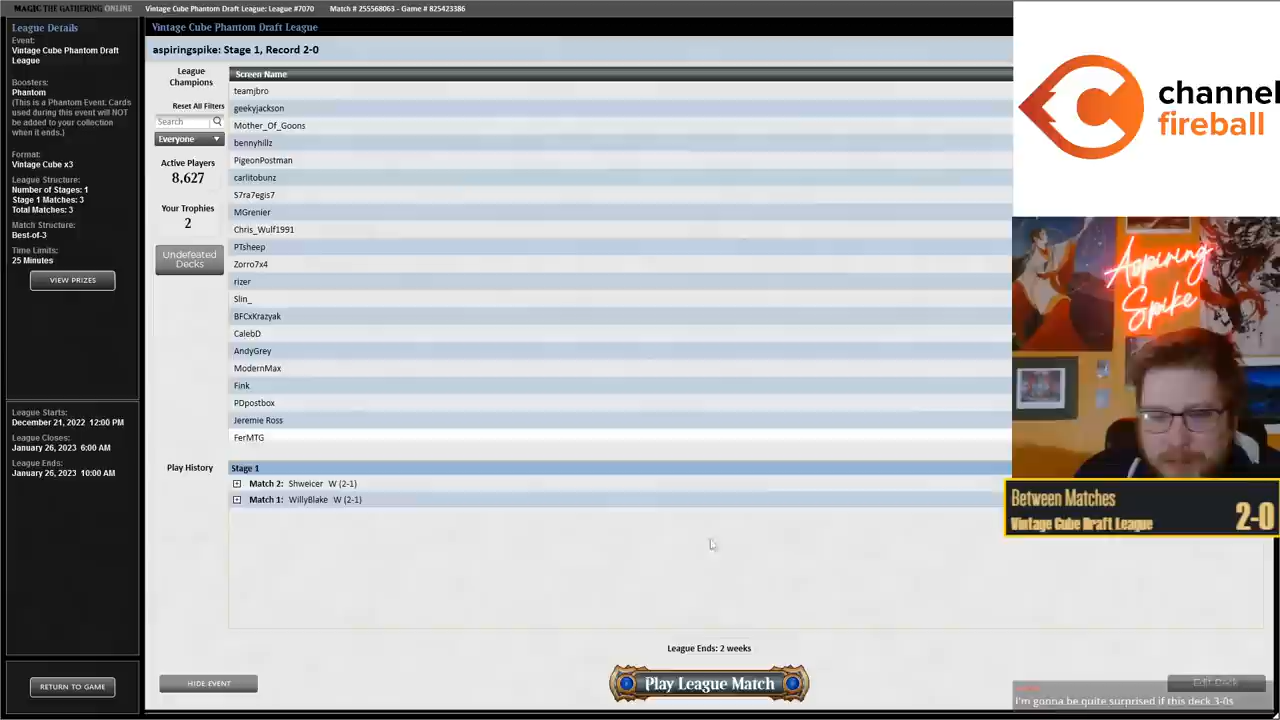 MAGIC THE GATHERING ONLINE
Vintage Cube Phantom Draft League: League #7070
Match # 255568063 - Game # 825423386
League Details
Event:
Vintage Cube Phantom Draft
League
Boosters:
Phantom
(This is a Phantom Event. Cards
used during this event will NOT
be added to your collection
when it ends.)
Format:
Vintage Cube x3
League Structure:
Number of Stages: 1
Stage 1 Matches: 3
Total Matches: 3
Match Structure:
Best-of-3
Time Limits:
25 Minutes
VIEW PRIZES
League Starts:
December 21, 2022 12:00 PM
League Closes:
January 26, 2023 6:00 AM
League Ends:
January 26, 2023 10:00 AM
RETURN TO GAME
Vintage Cube Phantom Draft League
aspiringspike: Stage 1, Record 2-0
League
Champions
Reset All Filters
Search
Everyone
Active Players
8,627
Your Trophies
2
Undefeated
Decks
Screen Name
teamjbro
geekyjackson
Mother_Of_Goons
bennyhillz
PigeonPostman
carlitobunz
S7ra7egis7
MGrenier
Chris_Wulf1991
PTsheep
Zorro7x4
rizer
Slin_
BFCxKrazyak
CalebD
AndyGrey
ModernMax
Fink
PDpostbox
Jeremie Ross
FerMTG
Play History
Stage 1
Match 2: Shweicer W (2-1)
Match 1: WillyBlake W (2-1)
League Ends: 2 weeks
HIDE EVENT
Play League Match
Edit Deck
channel
fireball
Aspiring
Spike
Between Matches
Vintage Cube Draft League
2-0
I'm gonna be quite surprised if this deck 3-0s